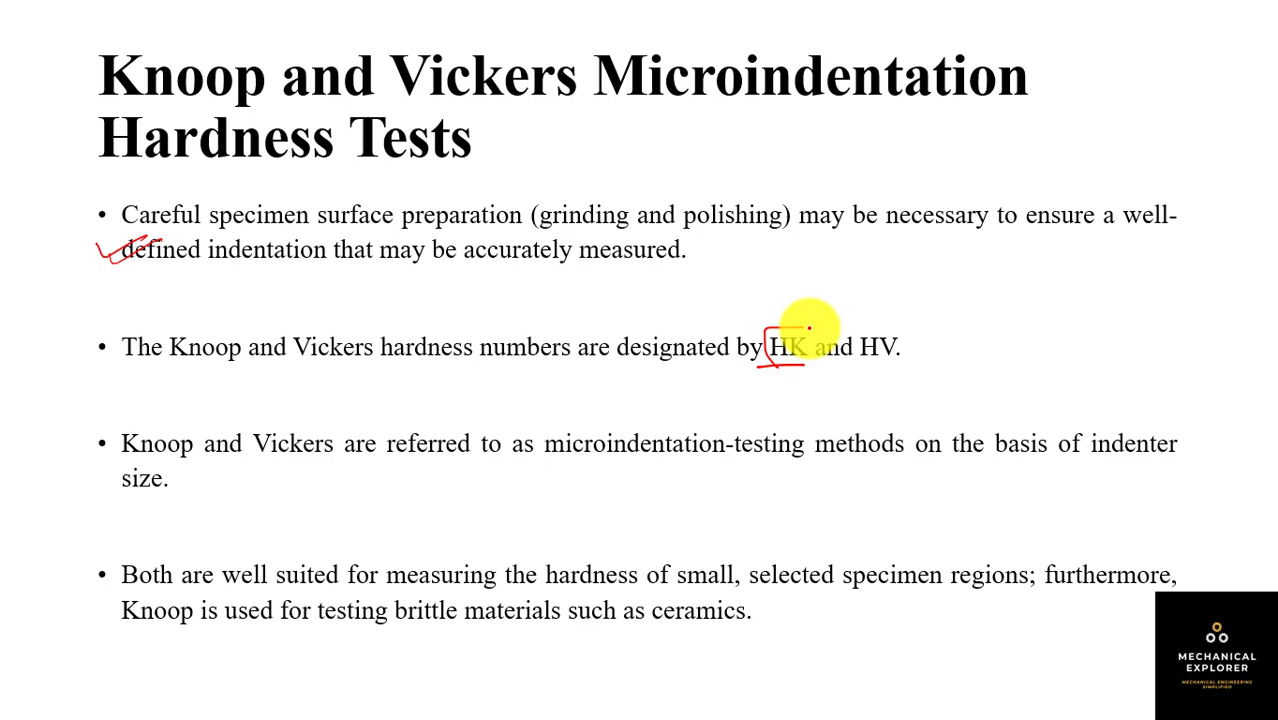 Knoop and Vickers Microindentation
Hardness Tests
• Careful specimen surface preparation (grinding and polishing) may be necessary to ensure a well-
defined indentation that may be accurately measured.
• The Knoop and Vickers hardness numbers are designated by HK and HV.
• Knoop and Vickers are referred to as microindentation-testing methods on the basis of indenter
size.
• Both are well suited for measuring the hardness of small, selected specimen regions; furthermore,
Knoop is used for testing brittle materials such as ceramics.
MECHANICAL
EXPLORER
MECHANICAL ENGINEERING
SIMPLIFIED